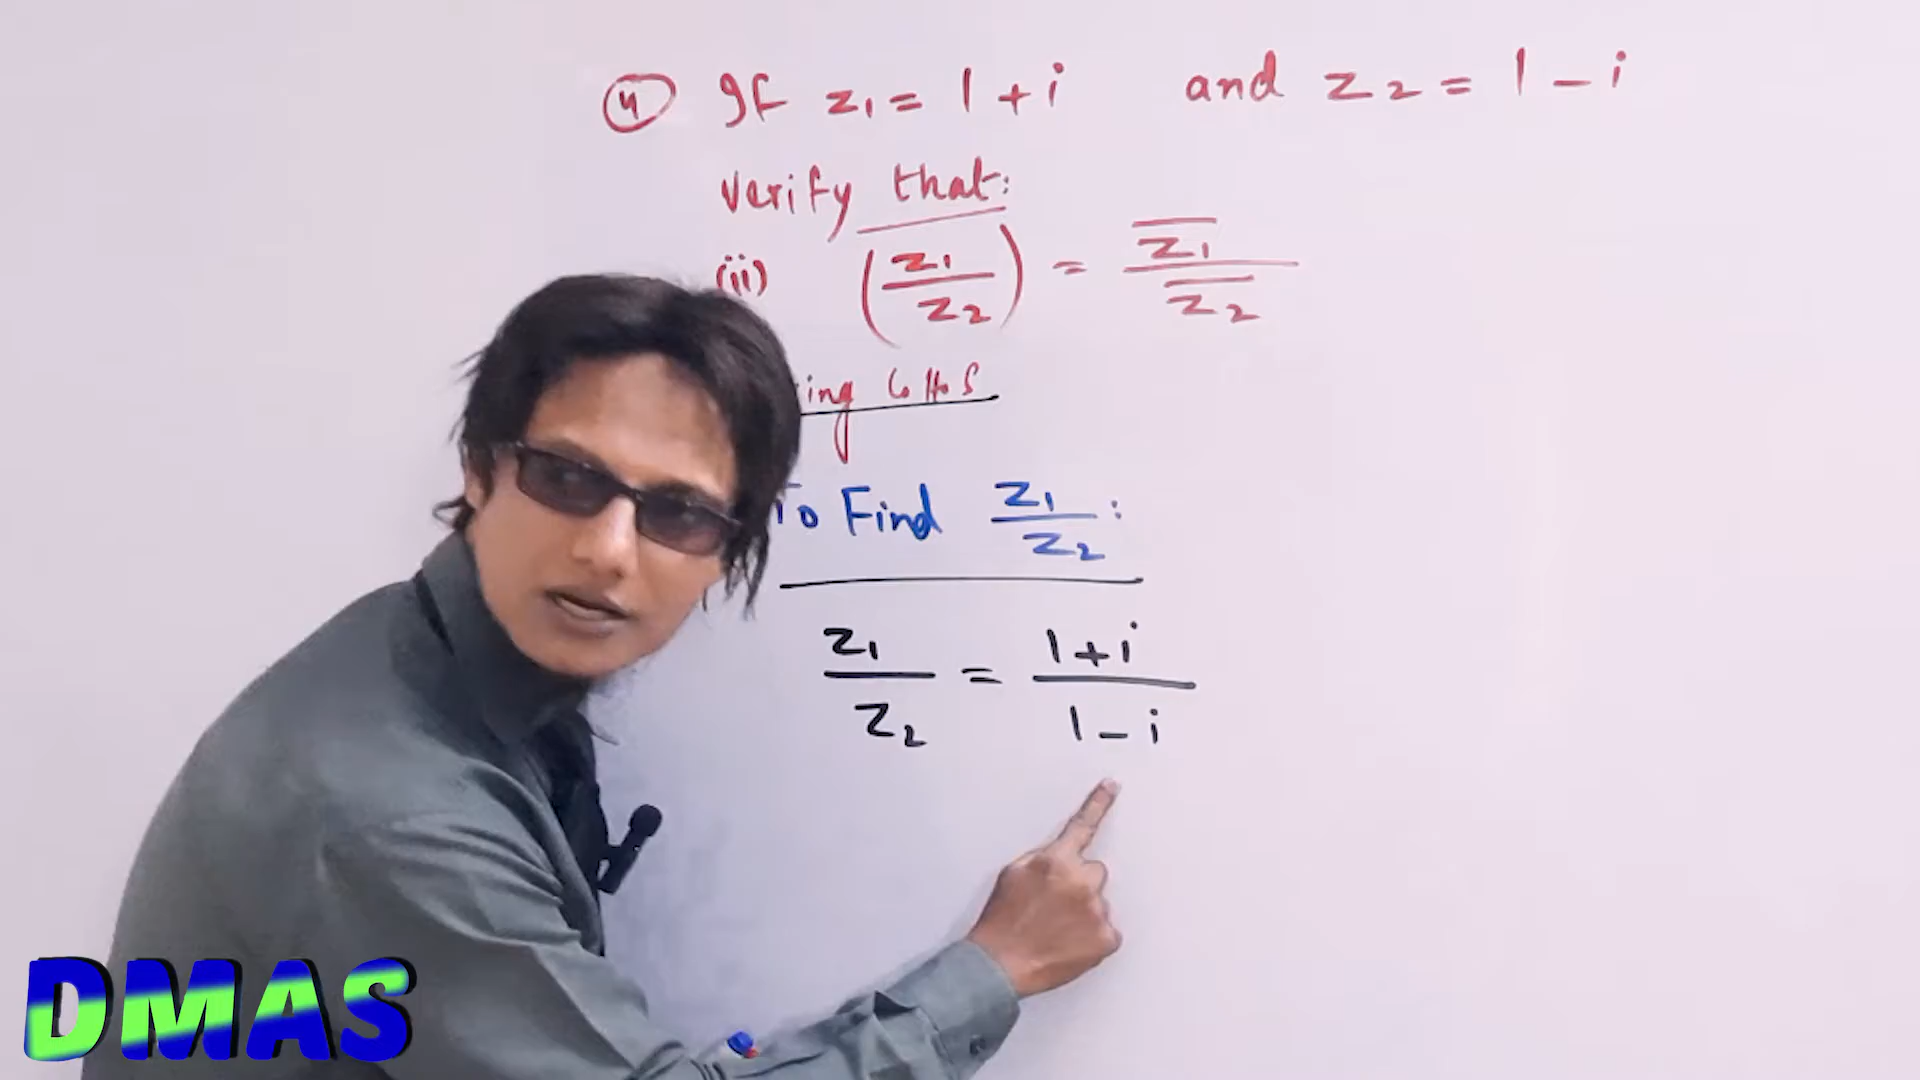 ④ If z₁ = 1 + i and z₂ = 1 - i
Verify that:
(ii) (z₁/z₂) = z̅₁/z̅₂
ing L.H.S
To Find z₁/z₂ :
z₁/z₂ = (1+i)/(1-i)
DMAS